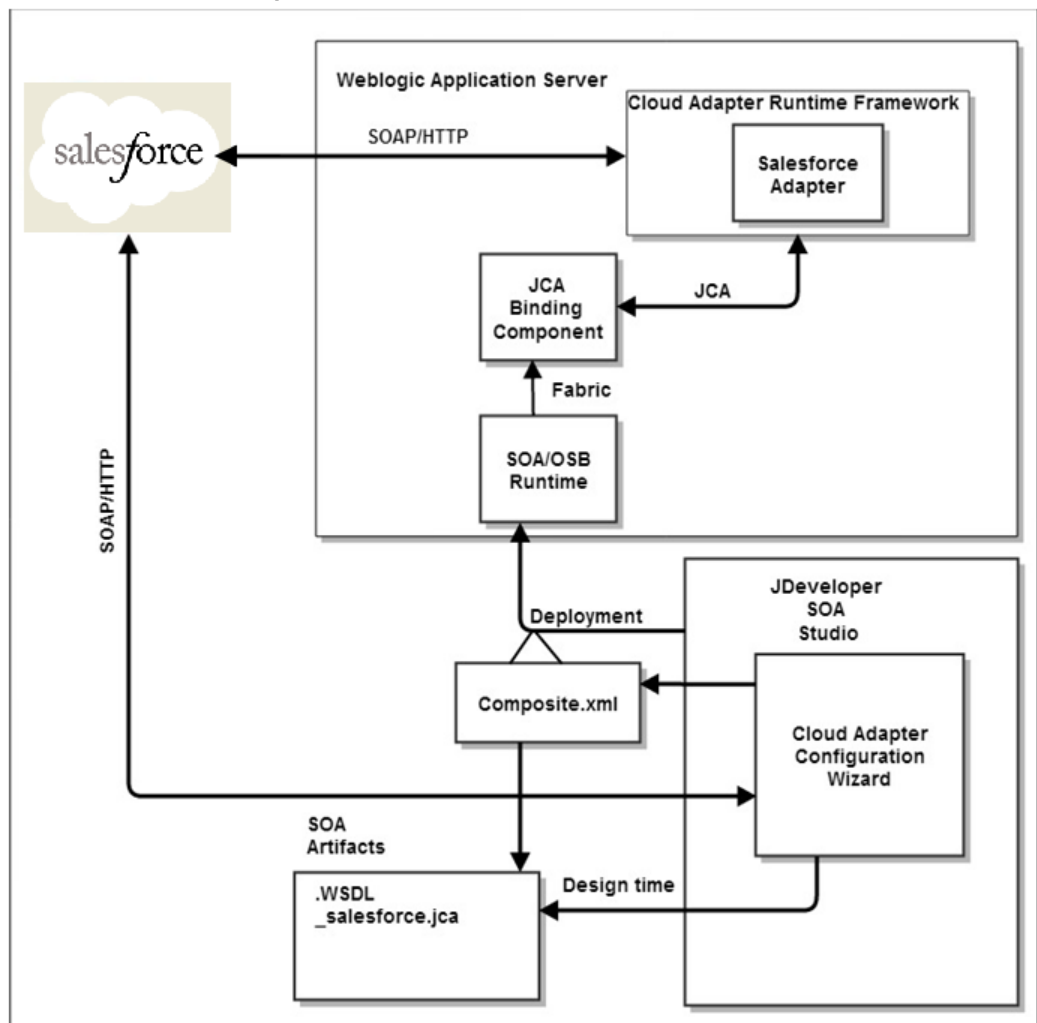 Weblogic Application Server
Cloud Adapter Runtime Framework
salesforce
SOAP/HTTP
Salesforce
Adapter
JCA
Binding
Component
JCA
Fabric
SOA/OSB
Runtime
SOAP/HTTP
Deployment
JDeveloper
SOA
Studio
Composite.xml
Cloud Adapter
Configuration
Wizard
SOA
Artifacts
.WSDL
_salesforce.jca
Design time